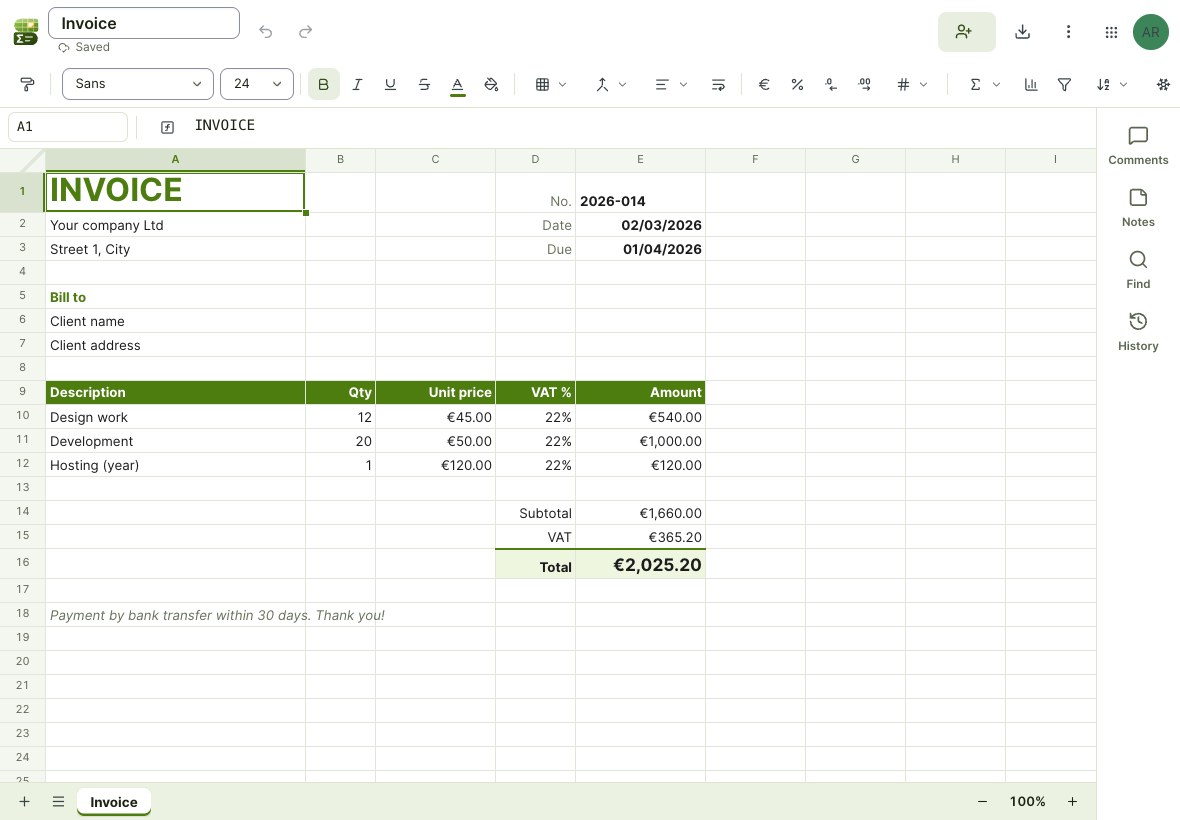 Invoice
Saved
AR
Sans 24 B I U S A € % .0 .00 # Σ
A1 INVOICE
A B C D E F G H I
1 INVOICE No. 2026-014
2 Your company Ltd Date 02/03/2026
3 Street 1, City Due 01/04/2026
4
5 Bill to
6 Client name
7 Client address
8
9 Description Qty Unit price VAT % Amount
10 Design work 12 €45.00 22% €540.00
11 Development 20 €50.00 22% €1,000.00
12 Hosting (year) 1 €120.00 22% €120.00
13
14 Subtotal €1,660.00
15 VAT €365.20
16 Total €2,025.20
17
18 Payment by bank transfer within 30 days. Thank you!
19
20
21
22
23
24
25
Comments
Notes
Find
History
Invoice
100%